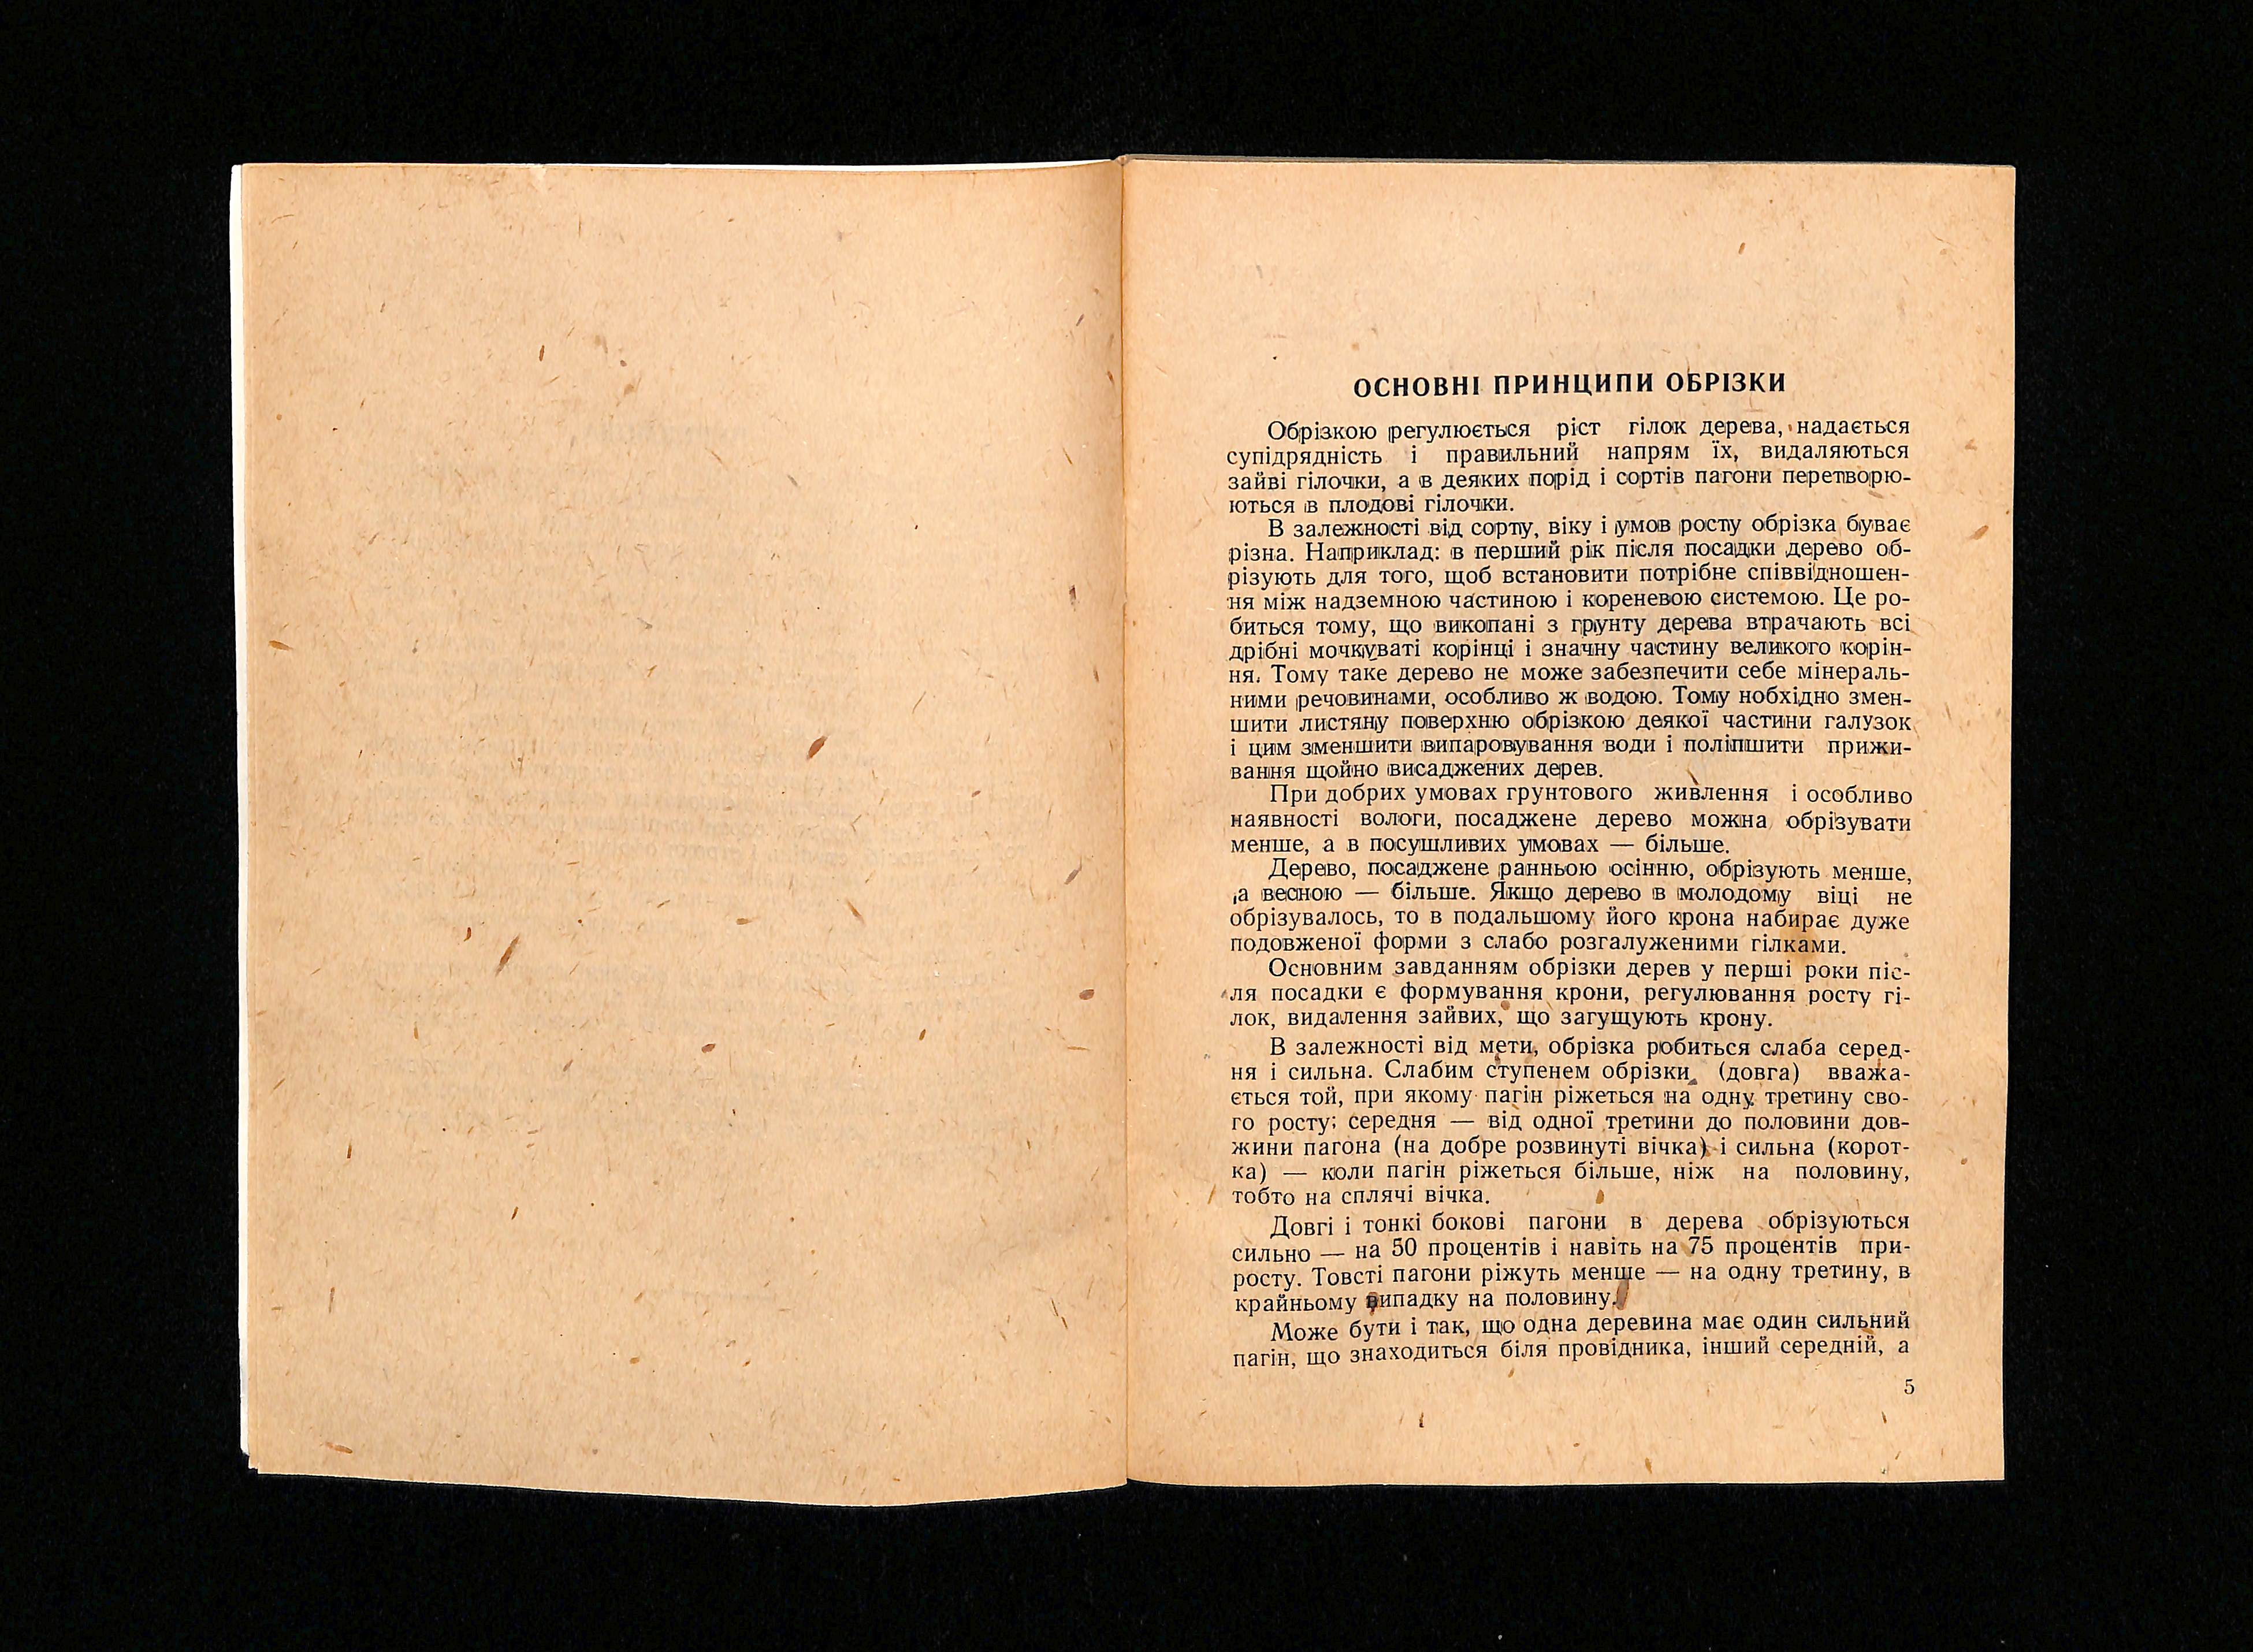 ОСНОВНІ ПРИНЦИПИ ОБРІЗКИ
Обрізкою регулюється ріст гілок дерева, надається
супідрядність і правильний напрям їх, видаляються
зайві гілочки, а в деяких порід і сортів пагони перетворю-
ються в плодові гілочки.
В залежності від сорту, віку і умов росту обрізка буває
різна. Наприклад: в перший рік після посадки дерево об-
різують для того, щоб встановити потрібне співвідношен-
ня між надземною частиною і кореневою системою. Це ро-
биться тому, що викопані з грунту дерева втрачають всі
дрібні мочкуваті корінці і значну частину великого корін-
ня. Тому таке дерево не може забезпечити себе мінераль-
ними речовинами, особливо ж водою. Тому нобхідно змен-
шити листяну поверхню обрізкою деякої частини галузок
і цим зменшити випаровування води і поліпшити прижи-
вання щойно висаджених дерев.
При добрих умовах грунтового живлення і особливо
наявності вологи, посаджене дерево можна обрізувати
менше, а в посушливих умовах — більше.
Дерево, посаджене ранньою осінню, обрізують менше,
а весною — більше. Якщо дерево в молодому віці не
обрізувалось, то в подальшому його крона набирає дуже
подовженої форми з слабо розгалуженими гілками.
Основним завданням обрізки дерев у перші роки піс-
ля посадки є формування крони, регулювання росту гі-
лок, видалення зайвих, що загущують крону.
В залежності від мети, обрізка робиться слаба серед-
ня і сильна. Слабим ступенем обрізки (довга) вважа-
ється той, при якому пагін ріжеться на одну третину сво-
го росту; середня — від одної третини до половини дов-
жини пагона (на добре розвинуті вічка) і сильна (корот-
ка) — коли пагін ріжеться більше, ніж на половину,
тобто на сплячі вічка.
Довгі і тонкі бокові пагони в дерева обрізуються
сильно — на 50 процентів і навіть на 75 процентів при-
росту. Товсті пагони ріжуть менше — на одну третину, в
крайньому випадку на половину.
Може бути і так, що одна деревина має один сильний
пагін, що знаходиться біля провідника, інший середній, а
5